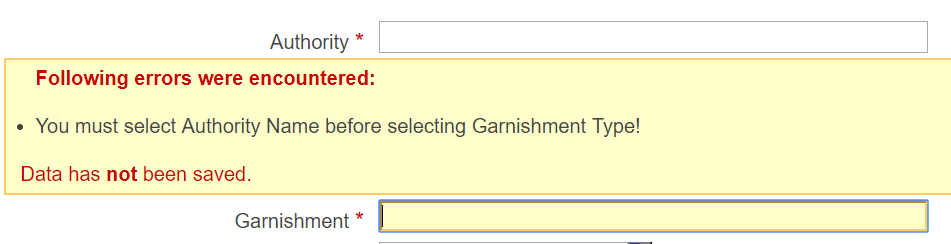 Authority *
Following errors were encountered:
• You must select Authority Name before selecting Garnishment Type!
Data has not been saved.
Garnishment *